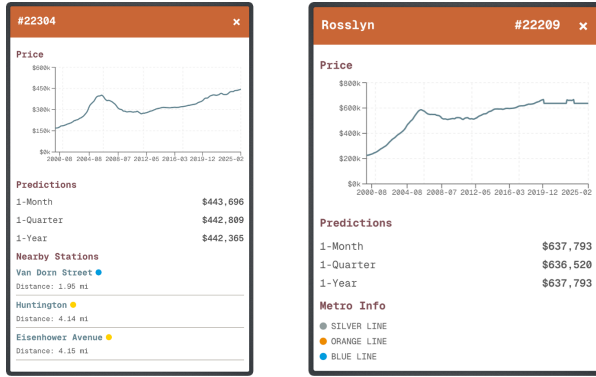 #22304 ×
Price
$600k
$450k
$300k
$150k
$0k
2000-08 2004-08 2008-07 2012-05 2016-03 2019-12 2025-02
Predictions
1-Month $443,696
1-Quarter $442,809
1-Year $442,365
Nearby Stations
Van Dorn Street
Distance: 1.95 mi
Huntington
Distance: 4.14 mi
Eisenhower Avenue
Distance: 4.15 mi
Rosslyn #22209 ×
Price
$800k
$600k
$400k
$200k
$0k
2000-08 2004-08 2008-07 2012-05 2016-03 2019-12 2025-02
Predictions
1-Month $637,793
1-Quarter $636,520
1-Year $637,793
Metro Info
SILVER LINE
ORANGE LINE
BLUE LINE